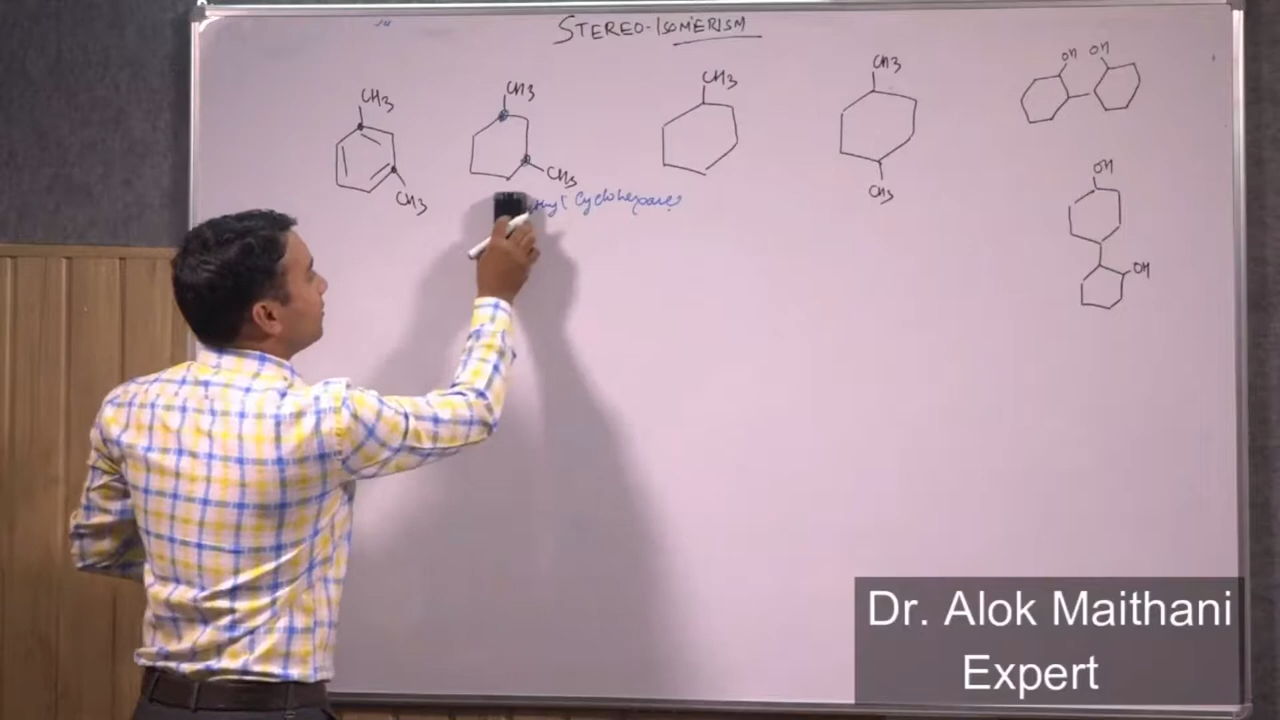 STEREO-ISOMERISM
CH3
CH3
CH3
CH3
CH3
CH3
CH3
OH OH
OH
OH
Cyclohexane
Dr. Alok Maithani
Expert